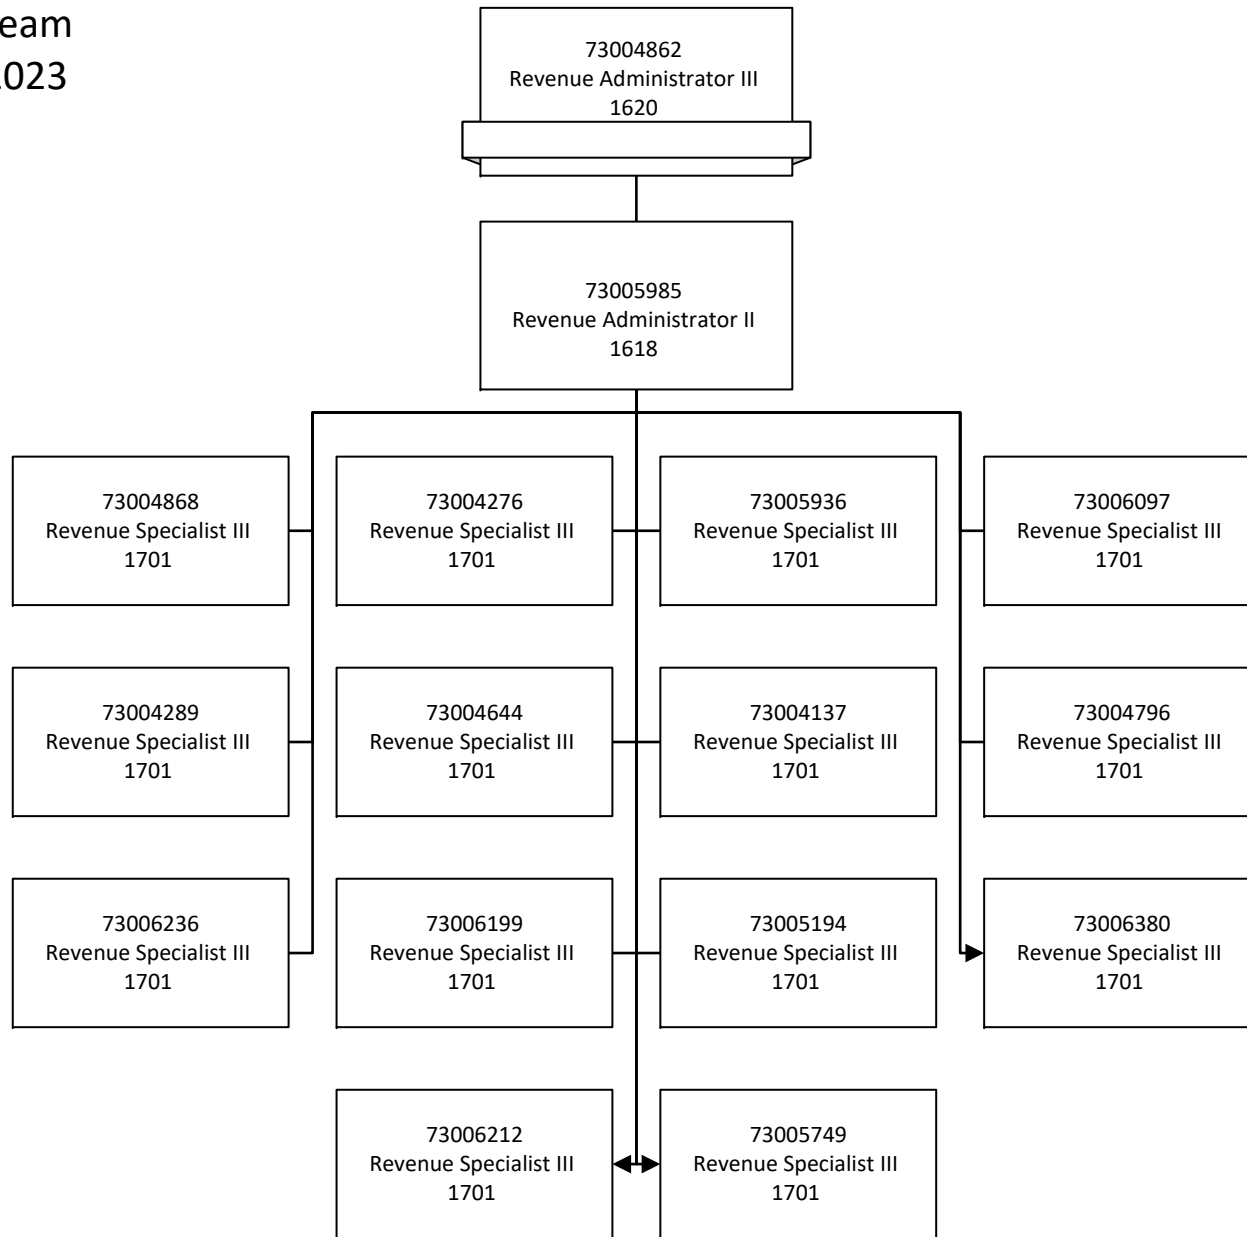 2023
73004862
Revenue Administrator III
1620
73005985
Revenue Administrator II
1618
73004868
Revenue Specialist III
1701
73004276
Revenue Specialist III
1701
73005936
Revenue Specialist III
1701
73006097
Revenue Specialist III
1701
73004289
Revenue Specialist III
1701
73004644
Revenue Specialist III
1701
73004137
Revenue Specialist III
1701
73004796
Revenue Specialist III
1701
73006236
Revenue Specialist III
1701
73006199
Revenue Specialist III
1701
73005194
Revenue Specialist III
1701
73006380
Revenue Specialist III
1701
73006212
Revenue Specialist III
1701
73005749
Revenue Specialist III
1701